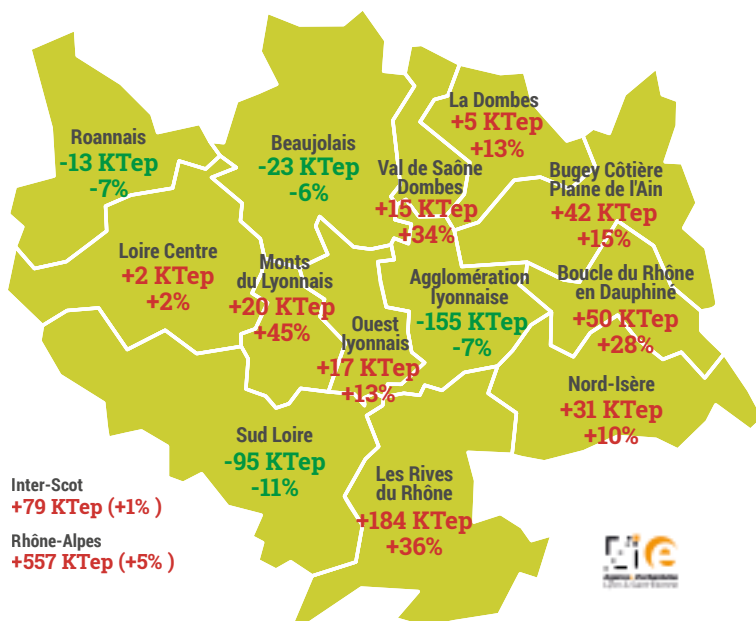 La Dombes
+5 KTep
+13%
Roannais
-13 KTep
-7%
Beaujolais
-23 KTep
-6%
Val de Saône
Dombes
+15 KTep
+34%
Bugey Côtière
Plaine de l'Ain
+42 KTep
+15%
Loire Centre
+2 KTep
+2%
Monts
du Lyonnais
+20 KTep
+45%
Agglomération
lyonnaise
-155 KTep
-7%
Boucle du Rhône
en Dauphiné
+50 KTep
+28%
Ouest
lyonnais
+17 KTep
+13%
Nord-Isère
+31 KTep
+10%
Sud Loire
-95 KTep
-11%
Les Rives
du Rhône
+184 KTep
+36%
Inter-Scot
+79 KTep (+1% )
Rhône-Alpes
+557 KTep (+5% )